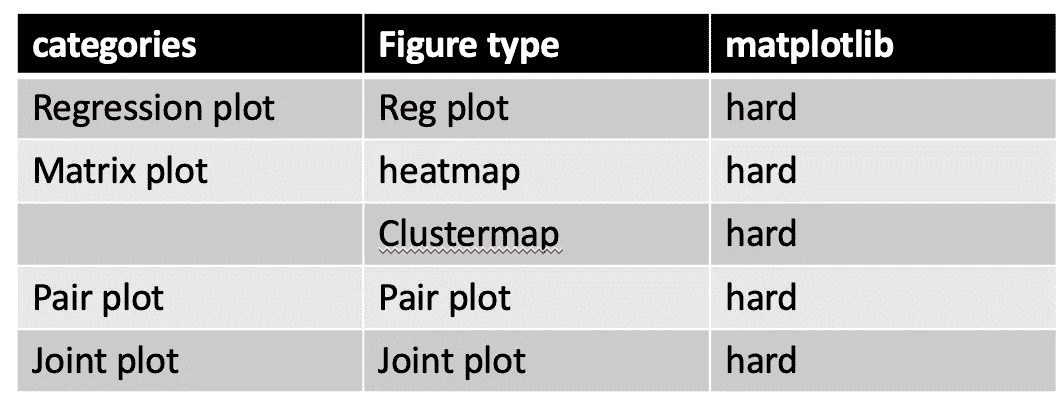 categories Figure type matplotlib
Regression plot Reg plot hard
Matrix plot heatmap hard
Clustermap hard
Pair plot Pair plot hard
Joint plot Joint plot hard